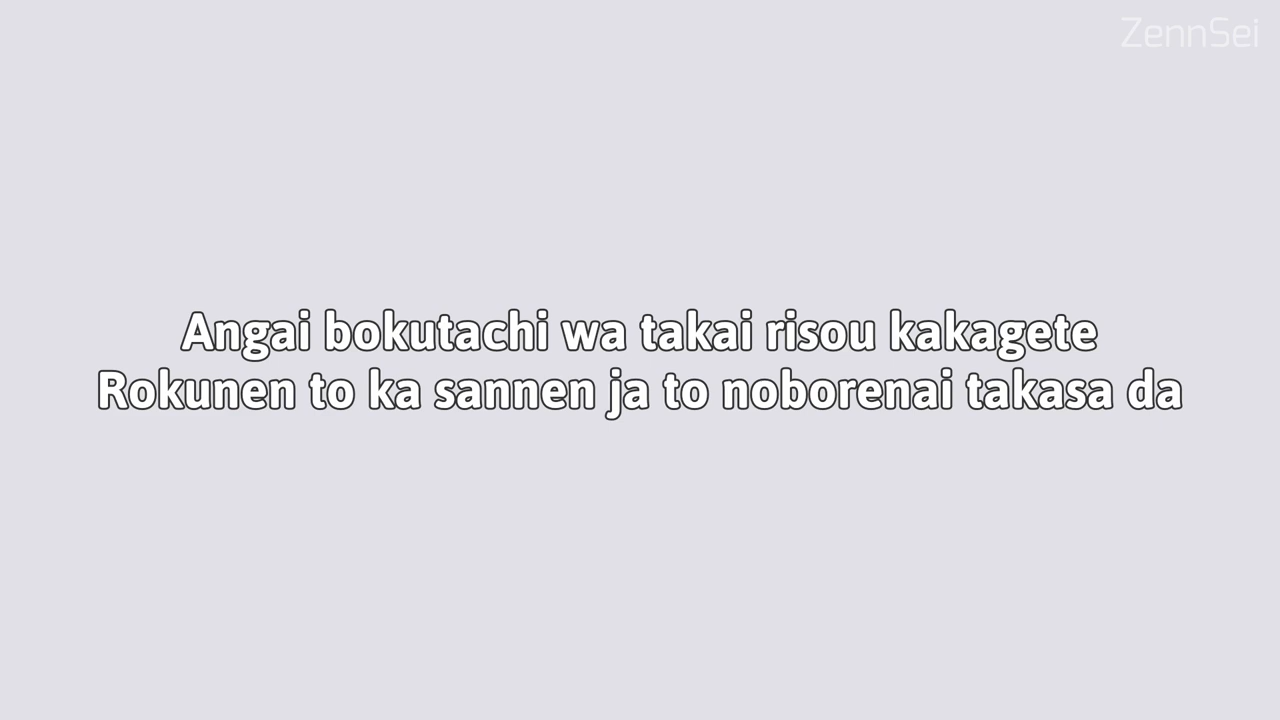 ZennSei
Angai bokutachi wa takai risou kakagete
Rokunen to ka sannen ja to noborenai takasa da